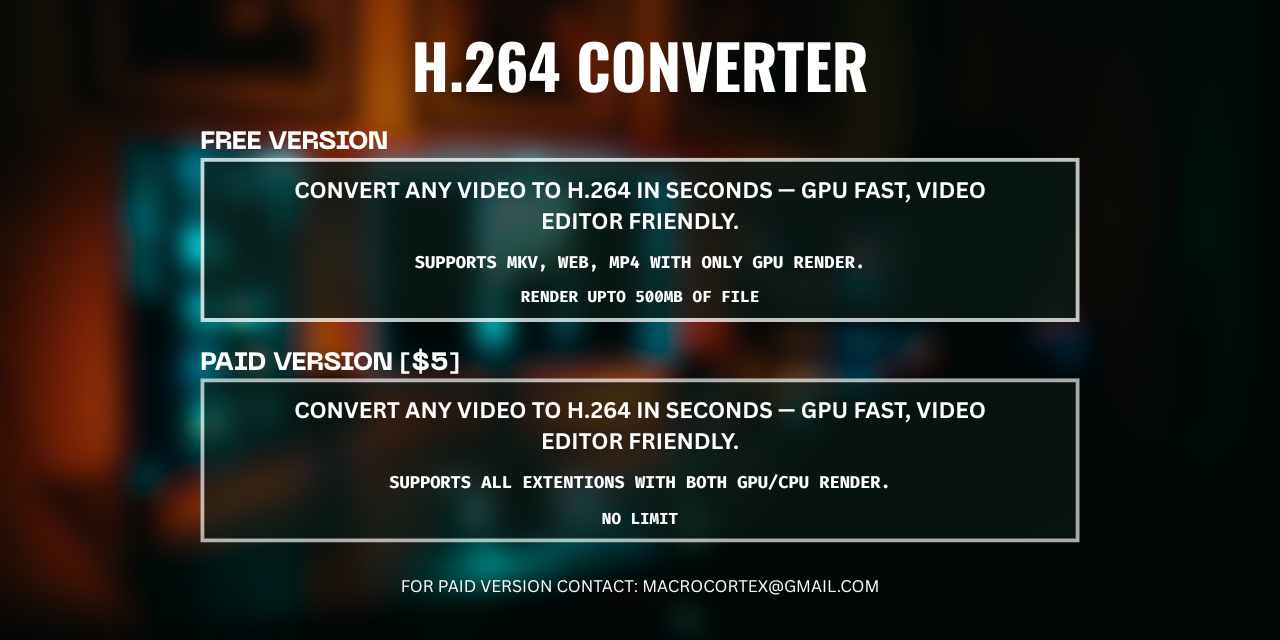 H.264 CONVERTER
FREE VERSION
CONVERT ANY VIDEO TO H.264 IN SECONDS — GPU FAST, VIDEO
EDITOR FRIENDLY.
SUPPORTS MKV, WEB, MP4 WITH ONLY GPU RENDER.
RENDER UPTO 500MB OF FILE
PAID VERSION [$5]
CONVERT ANY VIDEO TO H.264 IN SECONDS — GPU FAST, VIDEO
EDITOR FRIENDLY.
SUPPORTS ALL EXTENTIONS WITH BOTH GPU/CPU RENDER.
NO LIMIT
FOR PAID VERSION CONTACT: MACROCORTEX@GMAIL.COM